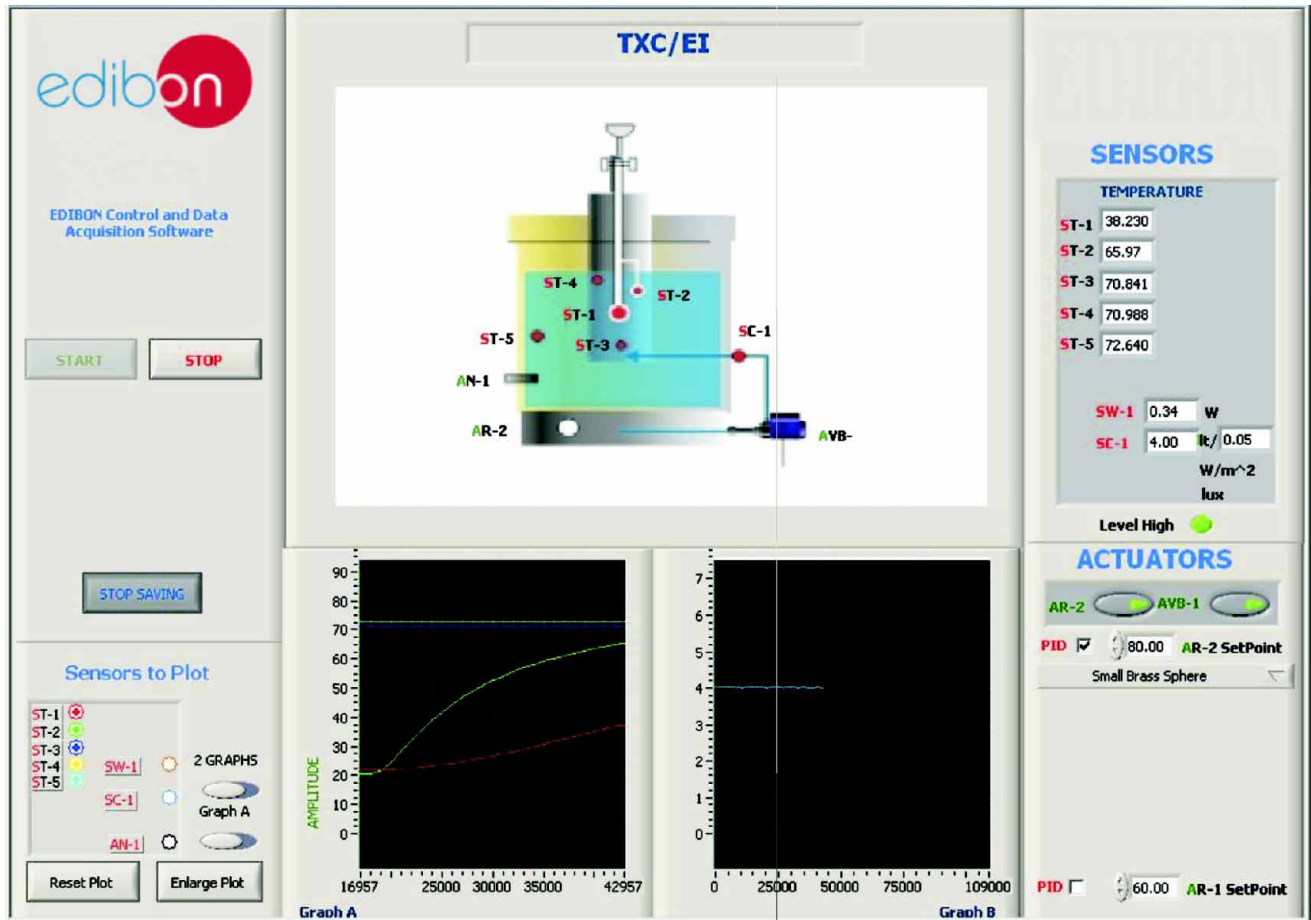 edibon
EDIBON Control and Data
Acquisition Software
START
STOP
STOP SAVING
Sensors to Plot
ST-1
ST-2
ST-3
ST-4
ST-5
SW-1
SC-1
AN-1
2 GRAPHS
Graph A
Reset Plot
Enlarge Plot
TXC/EI
ST-4
ST-2
ST-1
ST-5
ST-3
SC-1
AN-1
AR-2
AVB-
AMPLITUDE
90
80
70
60
50
40
30
20
10
0
16957 25000 30000 35000 42957
Graph A
7
6
5
4
3
2
1
0
0 25000 50000 75000 109000
Graph B
SENSORS
TEMPERATURE
ST-1 38.230
ST-2 65.97
ST-3 70.841
ST-4 70.988
ST-5 72.640
SW-1 0.34 W
SC-1 4.00 lt/ 0.05
W/m^2
lux
Level High
ACTUATORS
AR-2 AVB-1
PID 80.00 AR-2 SetPoint
Small Brass Sphere
PID 60.00 AR-1 SetPoint